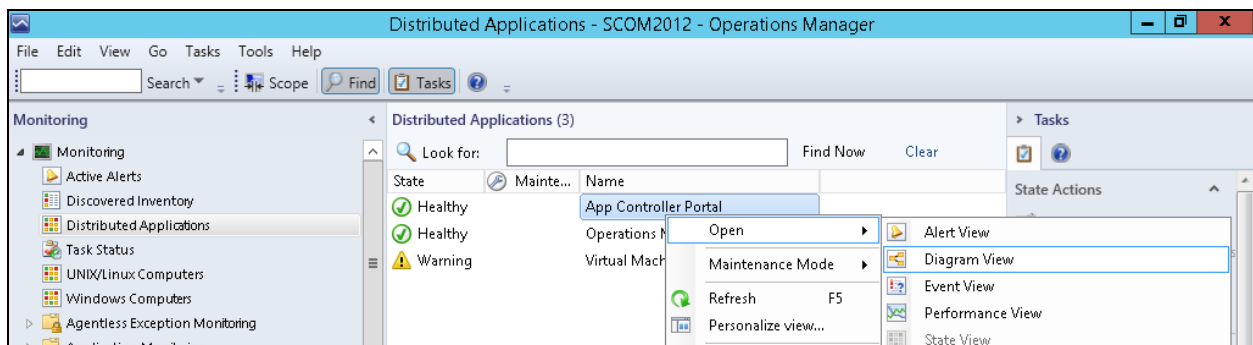 Distributed Applications - SCOM2012 - Operations Manager
File Edit View Go Tasks Tools Help
Search Scope Find Tasks
Monitoring
Monitoring
Active Alerts
Discovered Inventory
Distributed Applications
Task Status
UNIX/Linux Computers
Windows Computers
Agentless Exception Monitoring
Distributed Applications (3)
Look for: Find Now Clear
State Mainte... Name
Healthy App Controller Portal
Healthy Operations
Warning Virtual Mach
Open
Maintenance Mode
Refresh F5
Personalize view...
Alert View
Diagram View
Event View
Performance View
State View
Tasks
State Actions